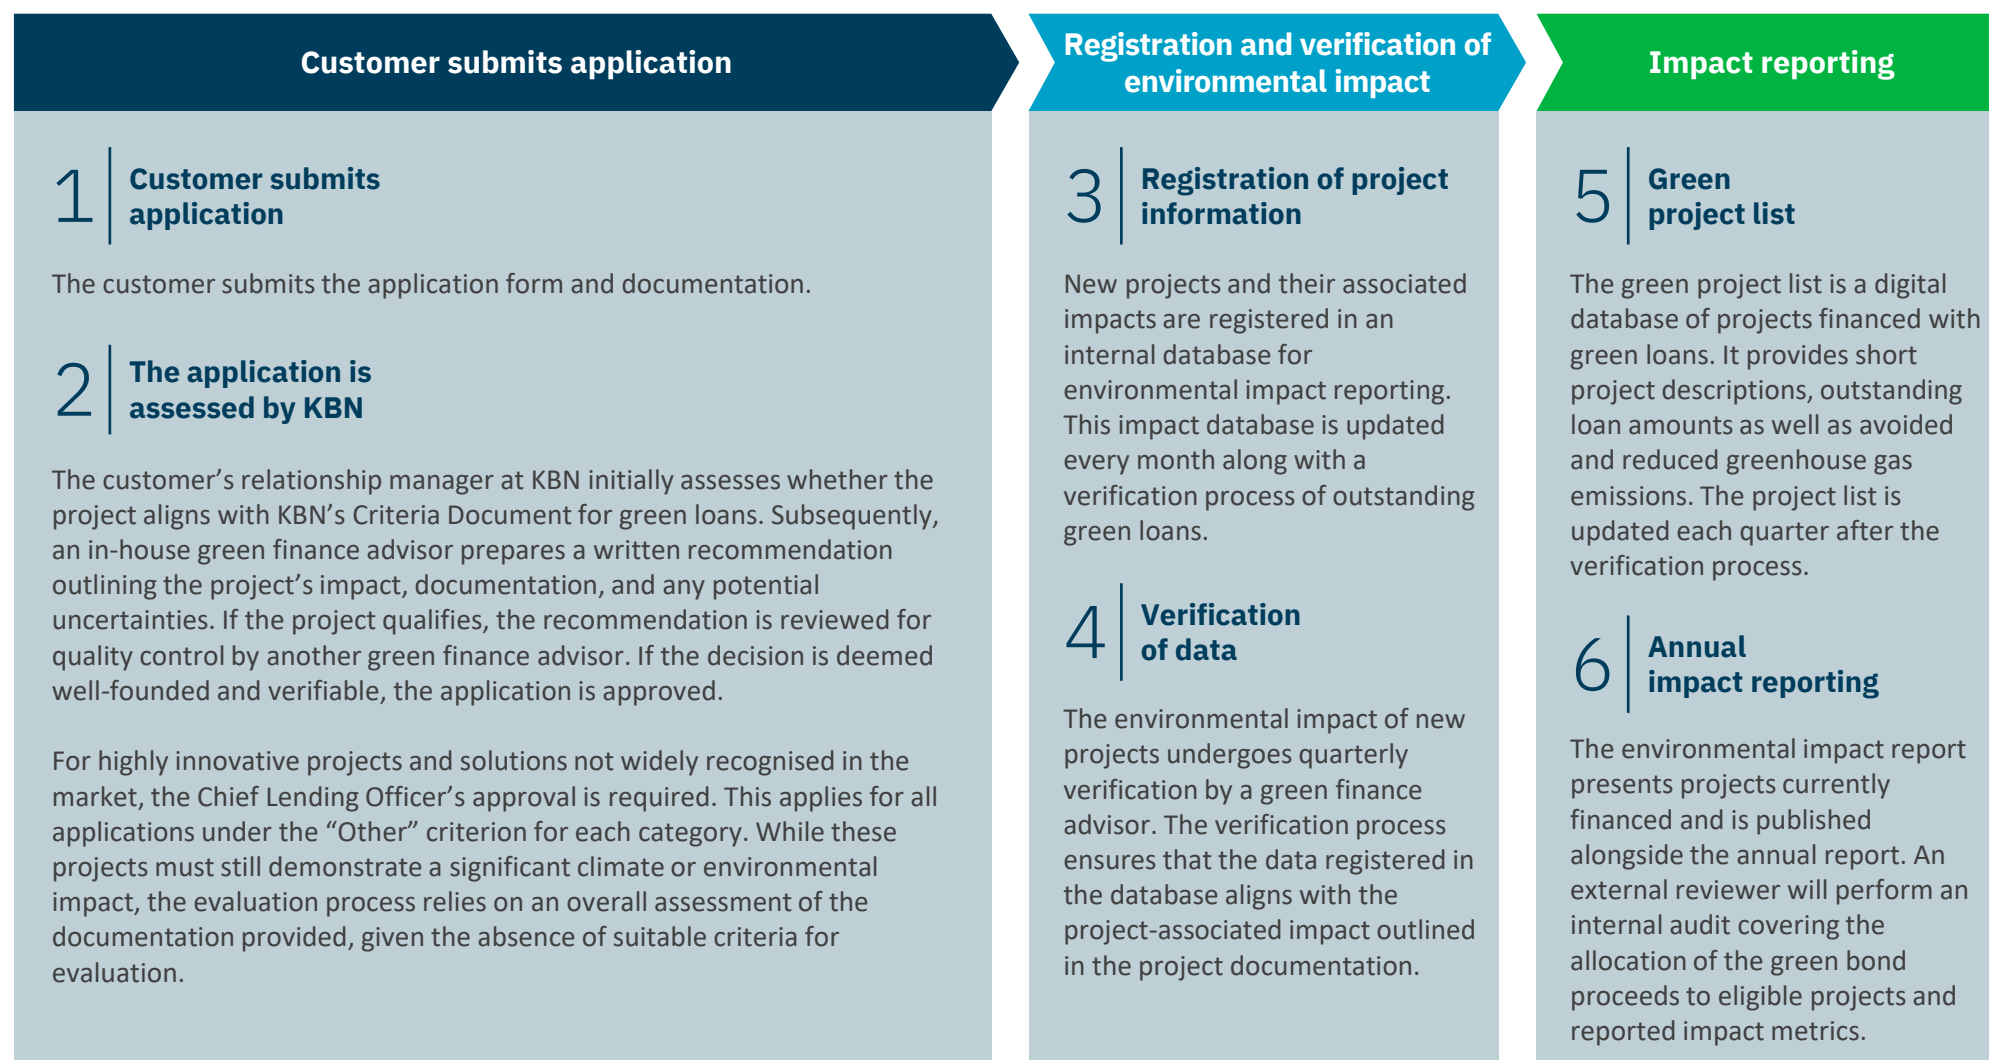 Customer submits application
1
Customer submits
application
The customer submits the application form and documentation.
2
The application is
assessed by KBN
The customer’s relationship manager at KBN initially assesses whether the
project aligns with KBN’s Criteria Document for green loans. Subsequently,
an in-house green finance advisor prepares a written recommendation
outlining the project’s impact, documentation, and any potential
uncertainties. If the project qualifies, the recommendation is reviewed for
quality control by another green finance advisor. If the decision is deemed
well-founded and verifiable, the application is approved.
For highly innovative projects and solutions not widely recognised in the
market, the Chief Lending Officer’s approval is required. This applies for all
applications under the “Other” criterion for each category. While these
projects must still demonstrate a significant climate or environmental
impact, the evaluation process relies on an overall assessment of the
documentation provided, given the absence of suitable criteria for
evaluation.
Registration and verification of
environmental impact
3
Registration of project
information
New projects and their associated
impacts are registered in an
internal database for
environmental impact reporting.
This impact database is updated
every month along with a
verification process of outstanding
green loans.
4
Verification
of data
The environmental impact of new
projects undergoes quarterly
verification by a green finance
advisor. The verification process
ensures that the data registered in
the database aligns with the
project-associated impact outlined
in the project documentation.
Impact reporting
5
Green
project list
The green project list is a digital
database of projects financed with
green loans. It provides short
project descriptions, outstanding
loan amounts as well as avoided
and reduced greenhouse gas
emissions. The project list is
updated each quarter after the
verification process.
6
Annual
impact reporting
The environmental impact report
presents projects currently
financed and is published
alongside the annual report. An
external reviewer will perform an
internal audit covering the
allocation of the green bond
proceeds to eligible projects and
reported impact metrics.